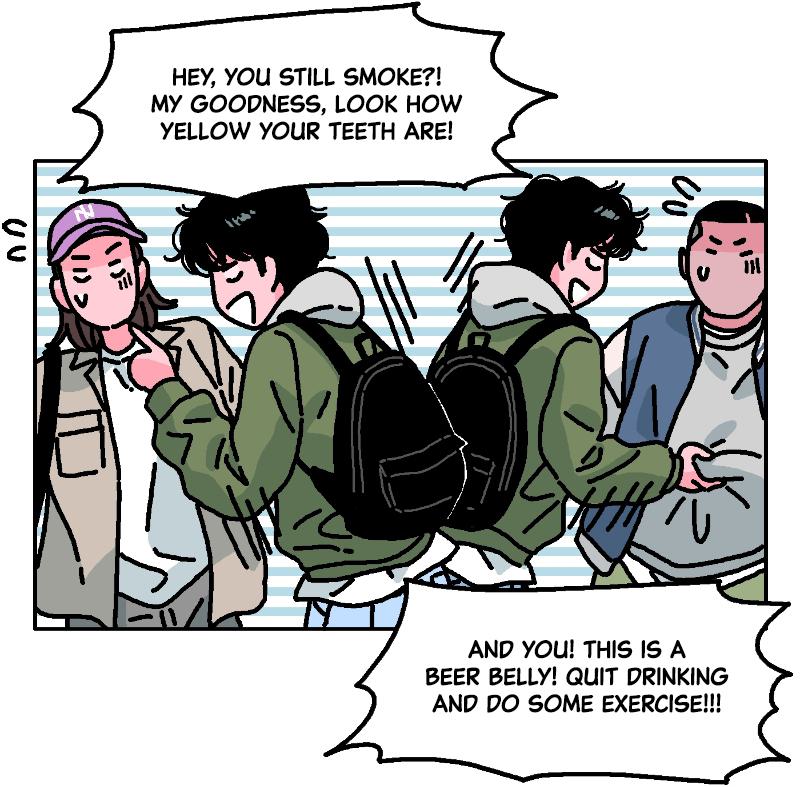 HEY, YOU STILL SMOKE?!
MY GOODNESS, LOOK HOW
YELLOW YOUR TEETH ARE!
AND YOU! THIS IS A
BEER BELLY! QUIT DRINKING
AND DO SOME EXERCISE!!!